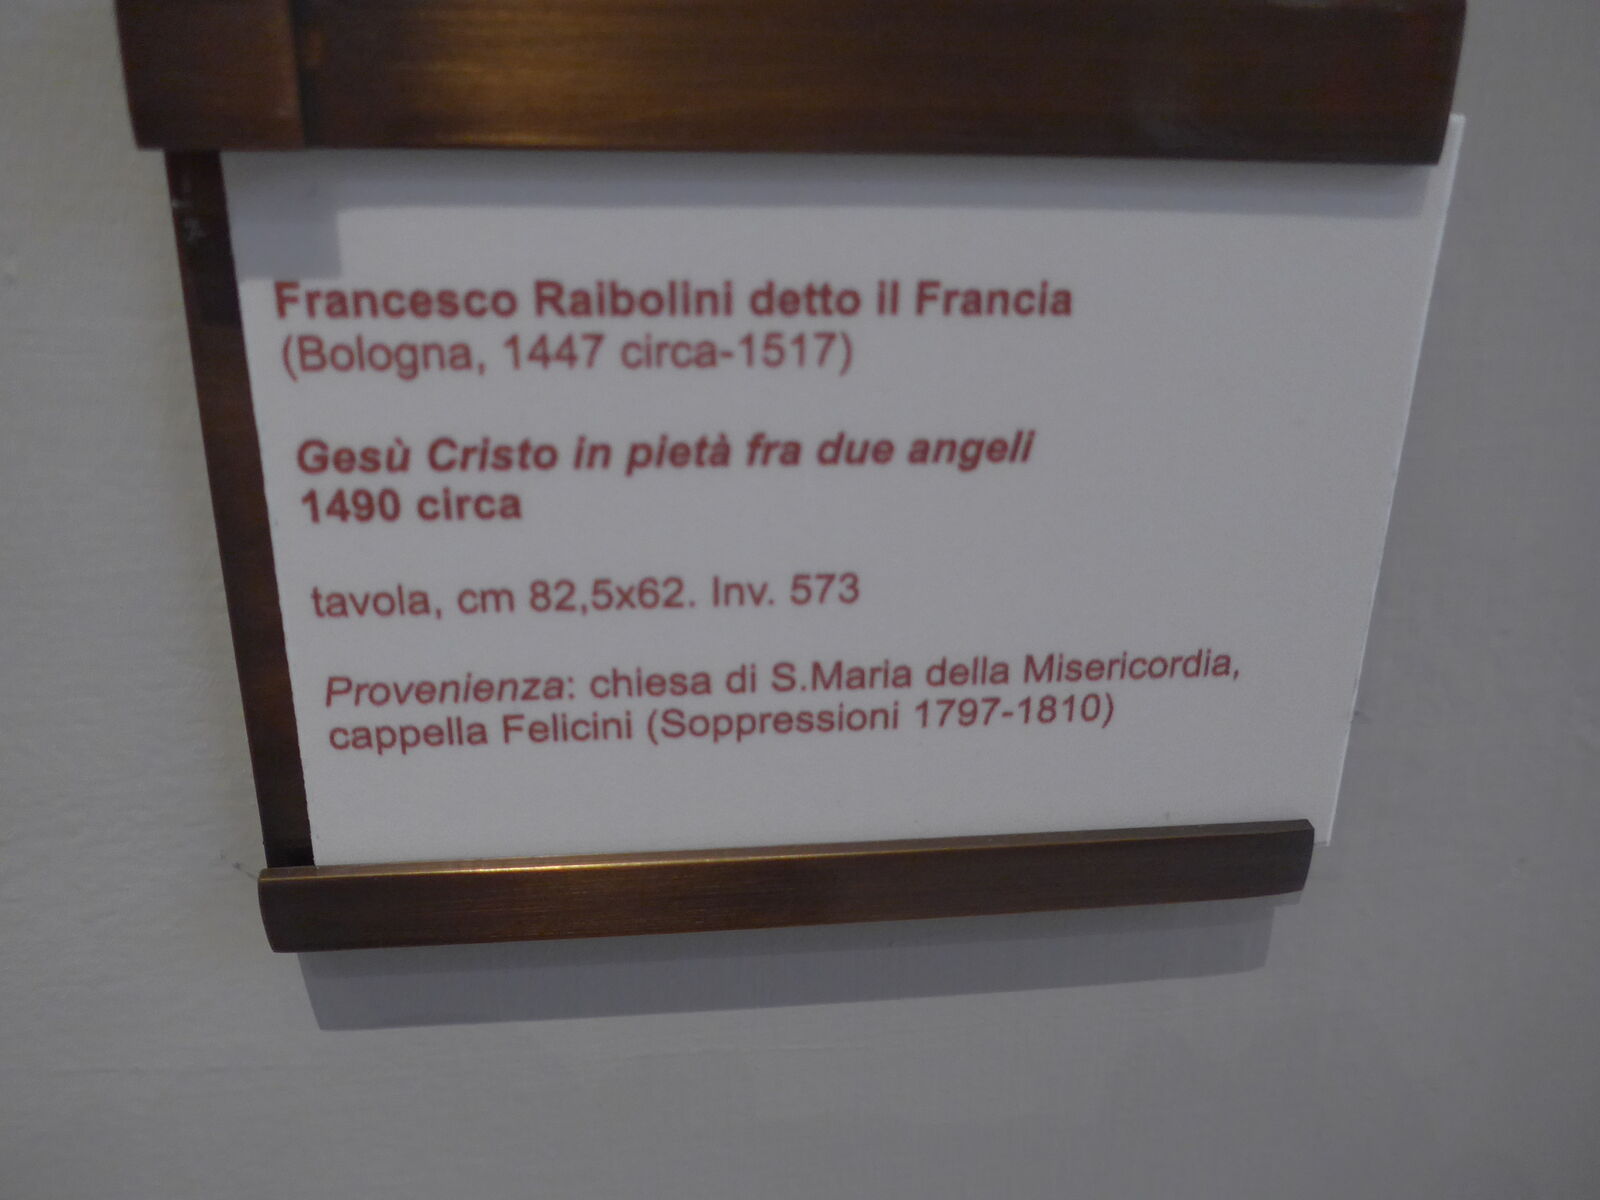 Francesco Raibolini detto il Francia
(Bologna, 1447 circa-1517)
Gesù Cristo in pietà fra due angeli
1490 circa
tavola, cm 82,5x62. Inv. 573
Provenienza: chiesa di S.Maria della Misericordia,
cappella Felicini (Soppressioni 1797-1810)